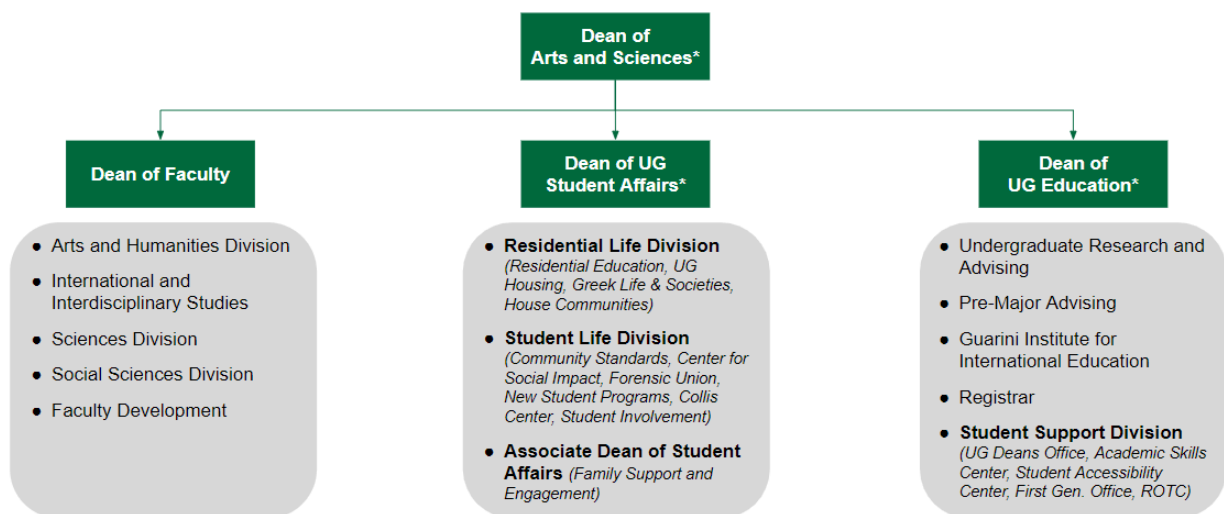 Dean of
Arts and Sciences*
Dean of Faculty
● Arts and Humanities Division
● International and
Interdisciplinary Studies
● Sciences Division
● Social Sciences Division
● Faculty Development
Dean of UG
Student Affairs*
● Residential Life Division
(Residential Education, UG
Housing, Greek Life & Societies,
House Communities)
● Student Life Division
(Community Standards, Center for
Social Impact, Forensic Union,
New Student Programs, Collis
Center, Student Involvement)
● Associate Dean of Student
Affairs (Family Support and
Engagement)
Dean of
UG Education*
● Undergraduate Research and
Advising
● Pre-Major Advising
● Guarini Institute for
International Education
● Registrar
● Student Support Division
(UG Deans Office, Academic Skills
Center, Student Accessibility
Center, First Gen. Office, ROTC)